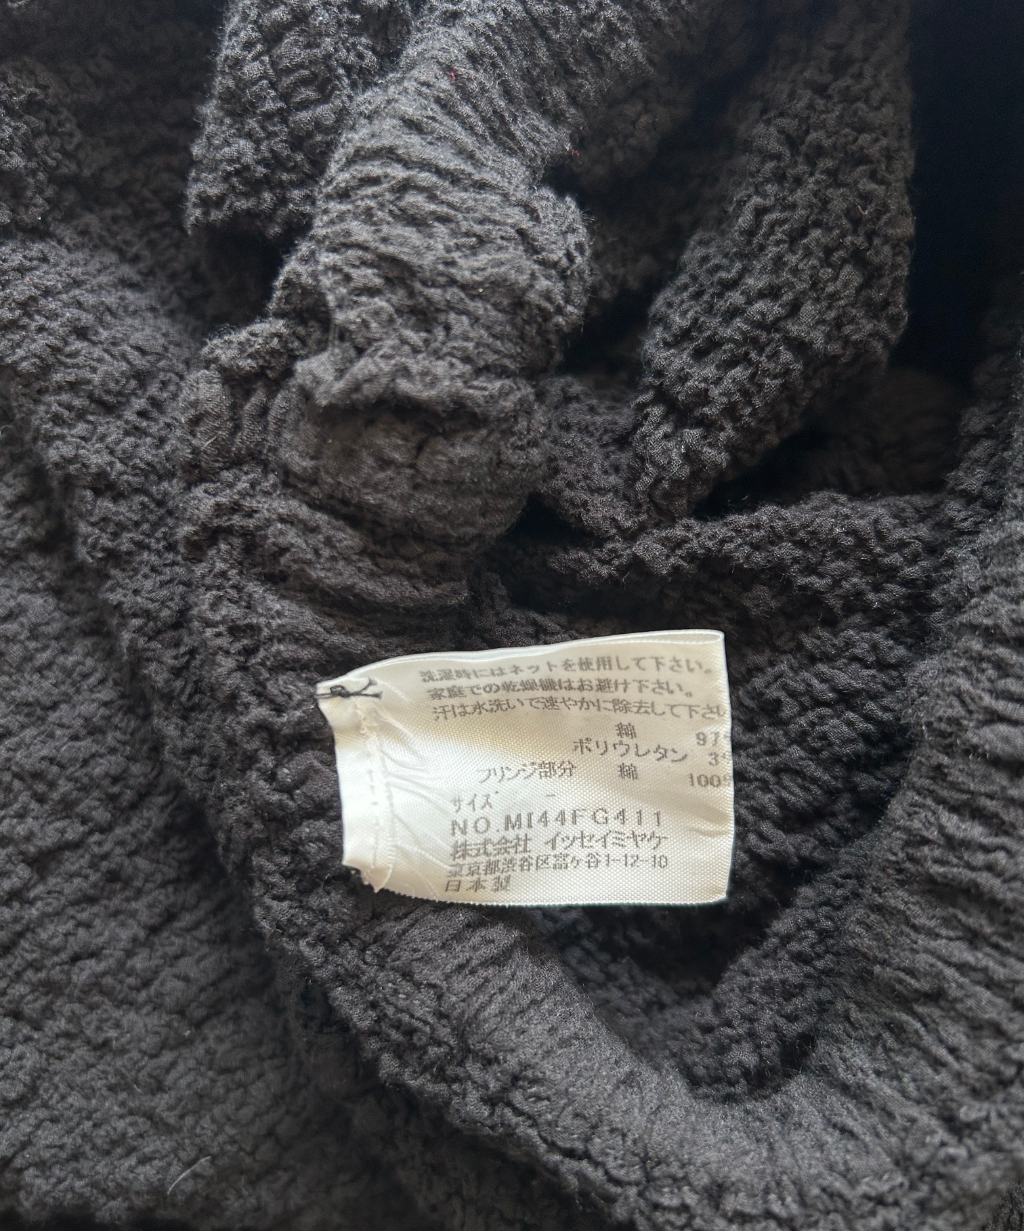 洗濯時にはネットを使用して下さい。
家庭での乾燥機はお避け下さい。
汗は水洗いで速やかに除去して下さ
綿 97%
ポリウレタン 3%
フリンジ部分 綿 100%
サイズ -
NO.MI44FG411
株式会社 イッセイミヤケ
東京都渋谷区富ヶ谷1-12-10
日本製